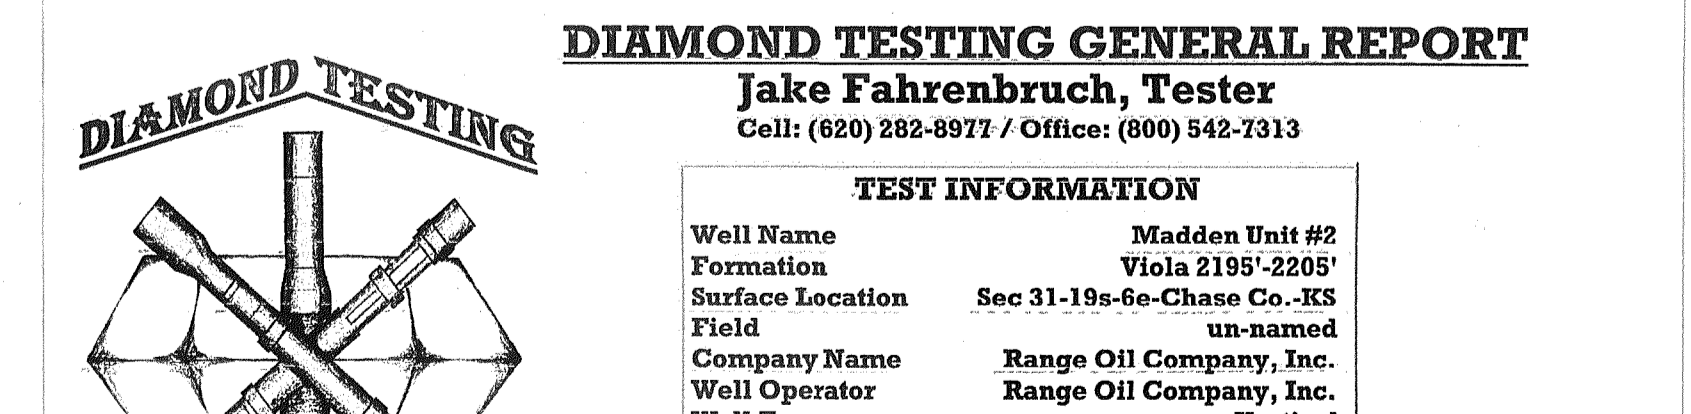 DIAMOND TESTING GENERAL REPORT
Jake Fahrenbruch, Tester
Cell: (620) 282-8977 / Office: (800) 542-7313
DIAMOND TESTING
TEST INFORMATION
Well Name Madden Unit #2
Formation Viola 2195'-2205'
Surface Location Sec 31-19s-6e-Chase Co.-KS
Field un-named
Company Name Range Oil Company, Inc.
Well Operator Range Oil Company, Inc.